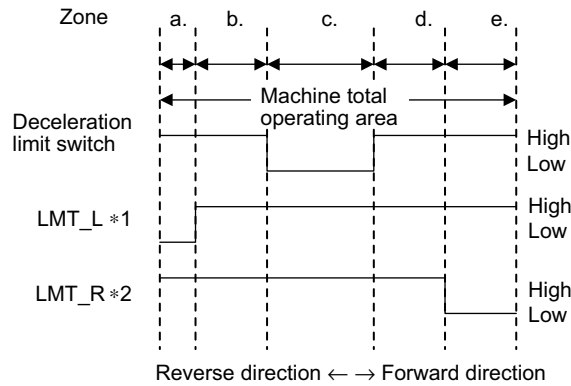 Zone a. b. c. d. e.
Machine total
operating area
Deceleration
limit switch
High
Low
LMT_L *1
High
Low
LMT_R *2
High
Low
Reverse direction ← → Forward direction